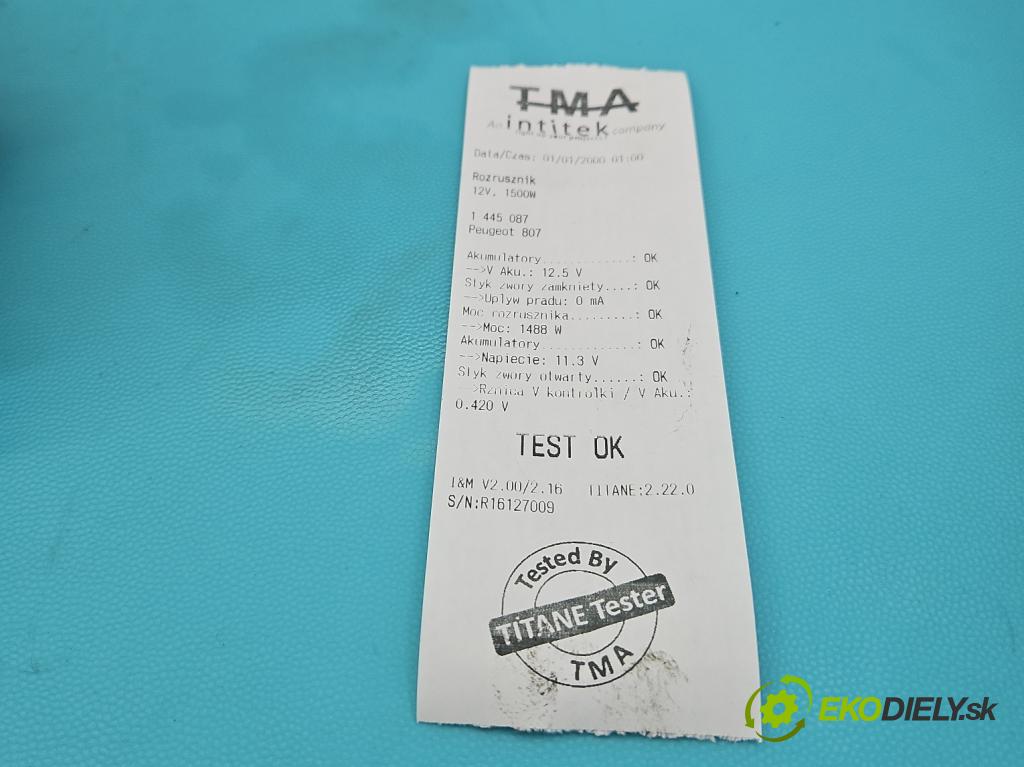 TMA
An intitek company
Data/Czas: 01/01/2000 01:00
Rozrusznik
12V, 1500W
1 445 087
Peugeot 807
Akumulatory............: OK
-->V Aku.: 12.5 V
Styk zwory zamkniety....: OK
-->Uplyw pradu: 0 mA
Moc rozrusznika.........: OK
-->Moc: 1488 W
Akumulatory.............: OK
-->Napiecie: 11.3 V
Styk zwory otwarty......: OK
-->Rznica V kontrolki / V Aku.:
0.420 V
TEST OK
I&M V2.00/2.16 TITANE:2.22.0
S/N:R16127009
Tested By
TiTANE Tester
TMA
EKODIELY.sk